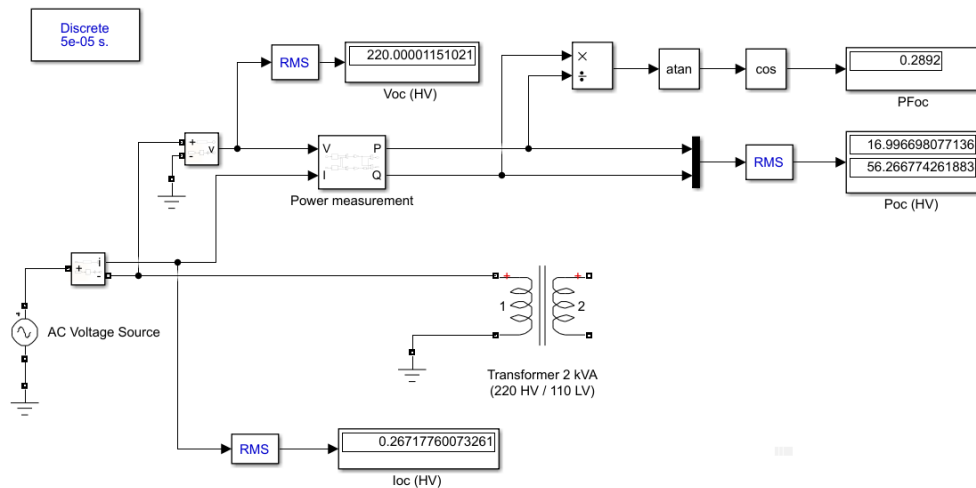 Discrete
5e-05 s.
RMS
220.00001151021
Voc (HV)
×
÷
atan
cos
0.2892
PFoc
+
-
v
V
I
P
Q
Power measurement
RMS
16.996698077136
56.266774261883
Poc (HV)
+
i
-
AC Voltage Source
+
1
+
2
Transformer 2 kVA
(220 HV / 110 LV)
RMS
0.26717760073261
Ioc (HV)